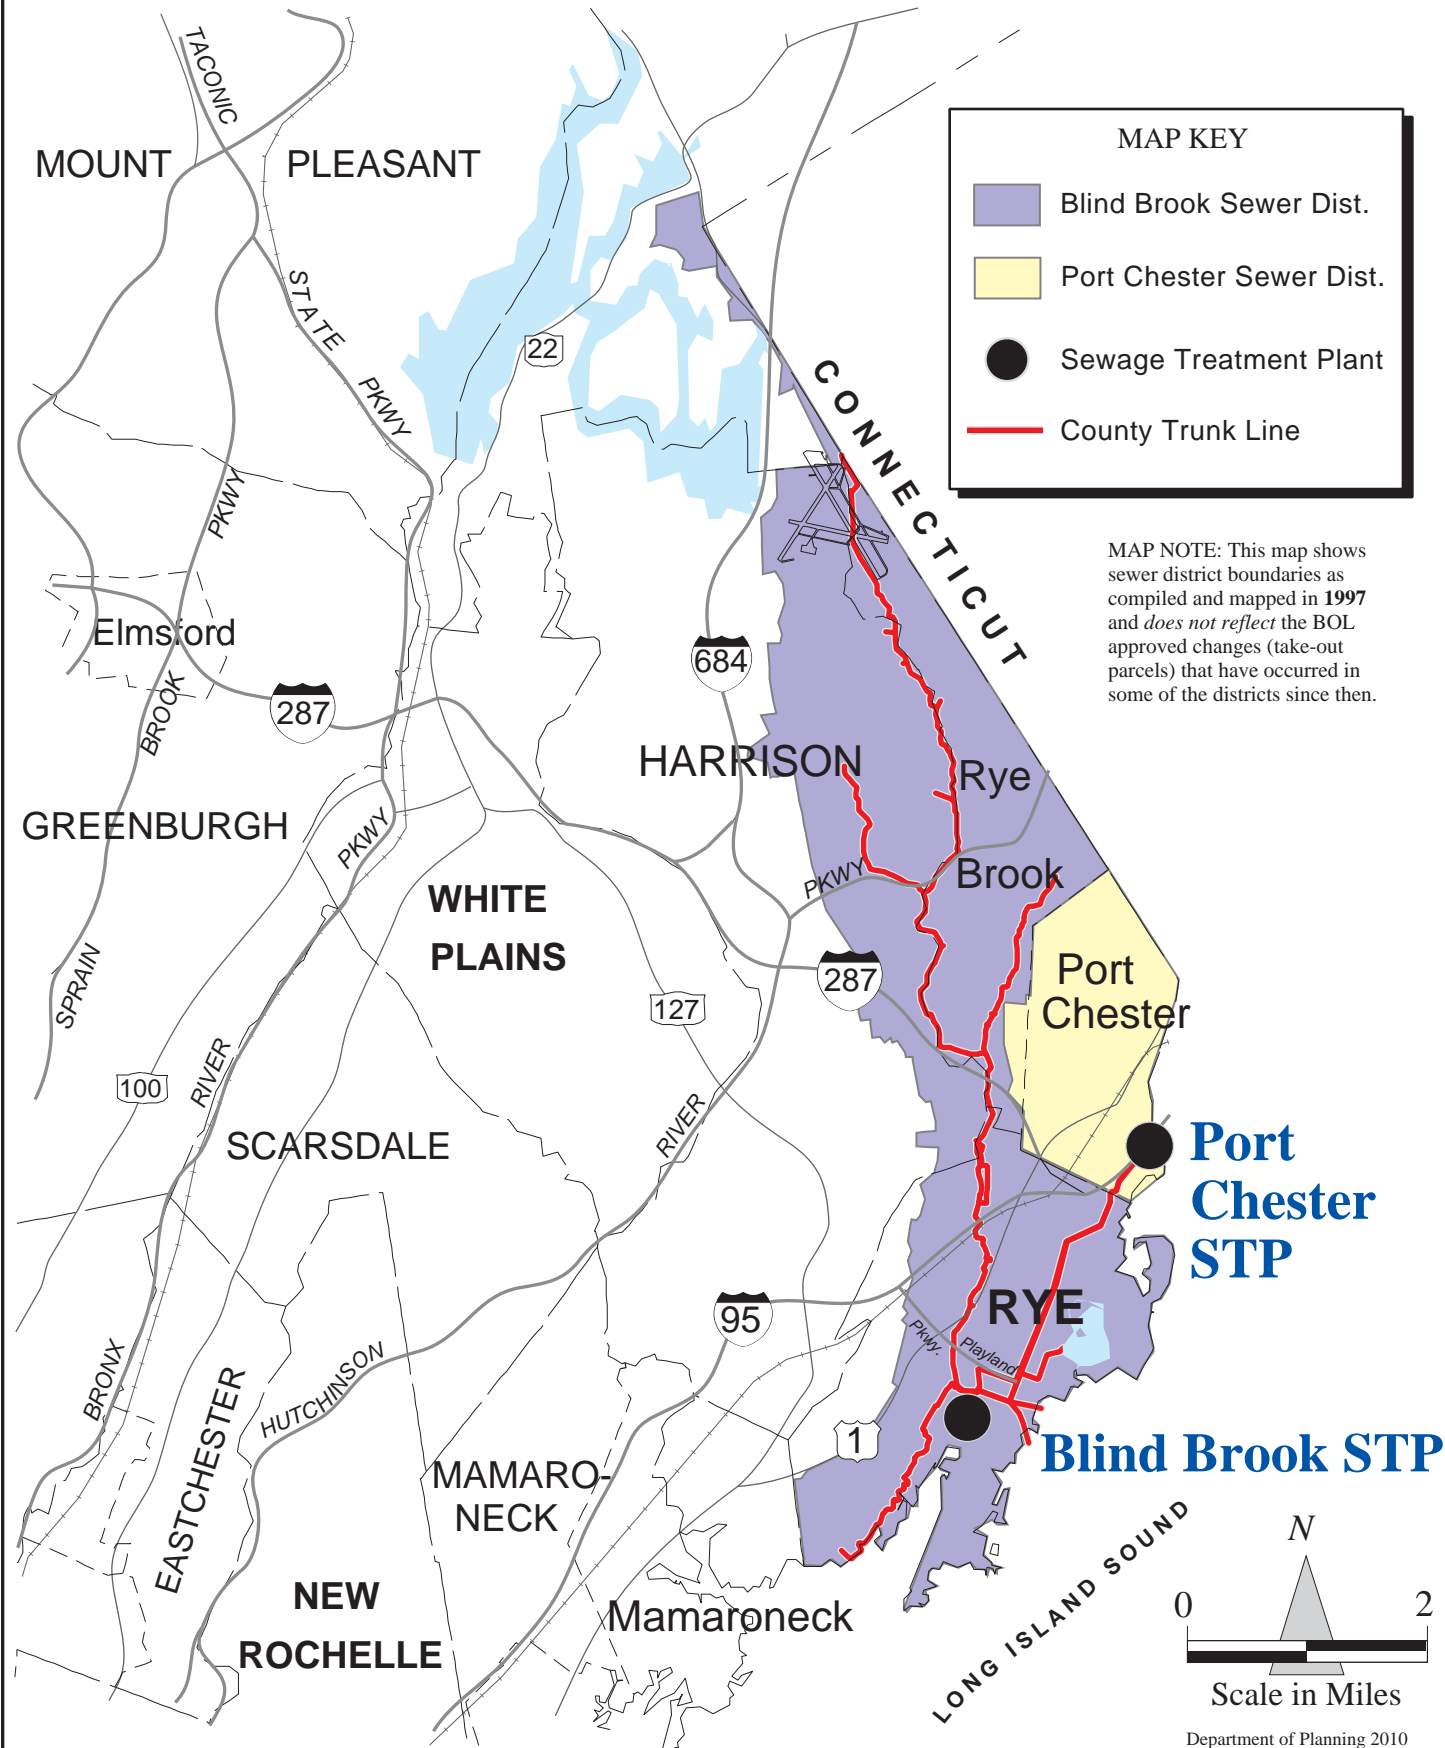 TACONIC
MOUNT
PLEASANT
STATE
PKWY
22
MAP KEY
Blind Brook Sewer Dist.
Port Chester Sewer Dist.
Sewage Treatment Plant
County Trunk Line
CONNECTICUT
MAP NOTE: This map shows
sewer district boundaries as
compiled and mapped in 1997
and does not reflect the BOL
approved changes (take-out
parcels) that have occurred in
some of the districts since then.
PKWY
Elmsford
BROOK
287
684
HARRISON
Rye
Brook
GREENBURGH
PKWY
WHITE
PLAINS
PKWY
SPRAIN
287
127
Port
Chester
100
RIVER
RIVER
SCARSDALE
Port
Chester
STP
95
RYE
Pkwy.
Playland
BRONX
HUTCHINSON
EASTCHESTER
1
Blind Brook STP
MAMARO-
NECK
NEW
ROCHELLE
Mamaroneck
LONG ISLAND SOUND
N
0
2
Scale in Miles
Department of Planning 2010